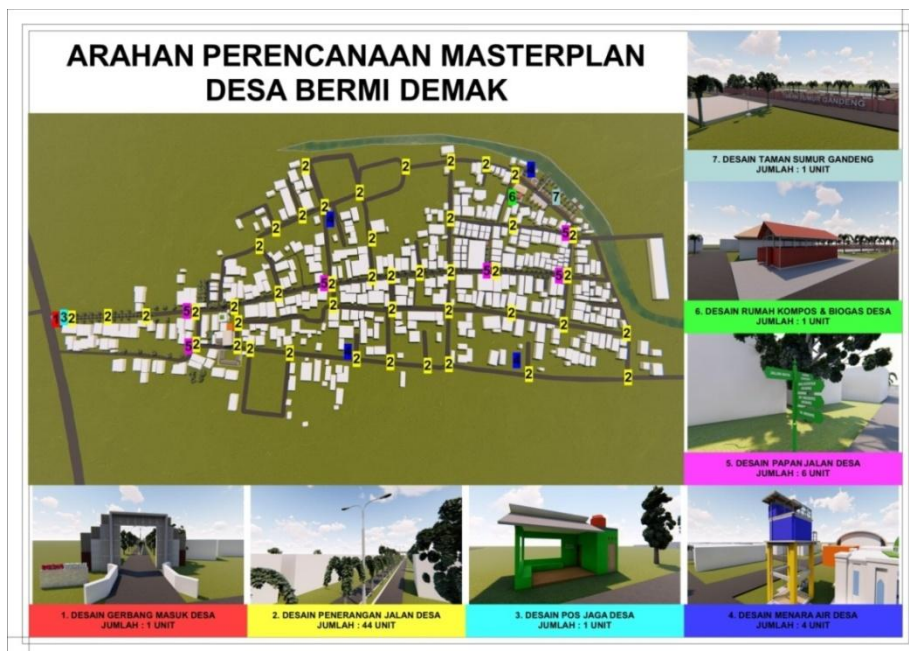 ARAHAN PERENCANAAN MASTERPLAN
DESA BERMI DEMAK
7. DESAIN TAMAN SUMUR GANDENG
JUMLAH : 1 UNIT
6. DESAIN RUMAH KOMPOS & BIOGAS DESA
JUMLAH : 1 UNIT
5. DESAIN PAPAN JALAN DESA
JUMLAH : 6 UNIT
1. DESAIN GERBANG MASUK DESA
JUMLAH : 1 UNIT
2. DESAIN PENERANGAN JALAN DESA
JUMLAH : 44 UNIT
3. DESAIN POS JAGA DESA
JUMLAH : 1 UNIT
4. DESAIN MENARA AIR DESA
JUMLAH : 4 UNIT